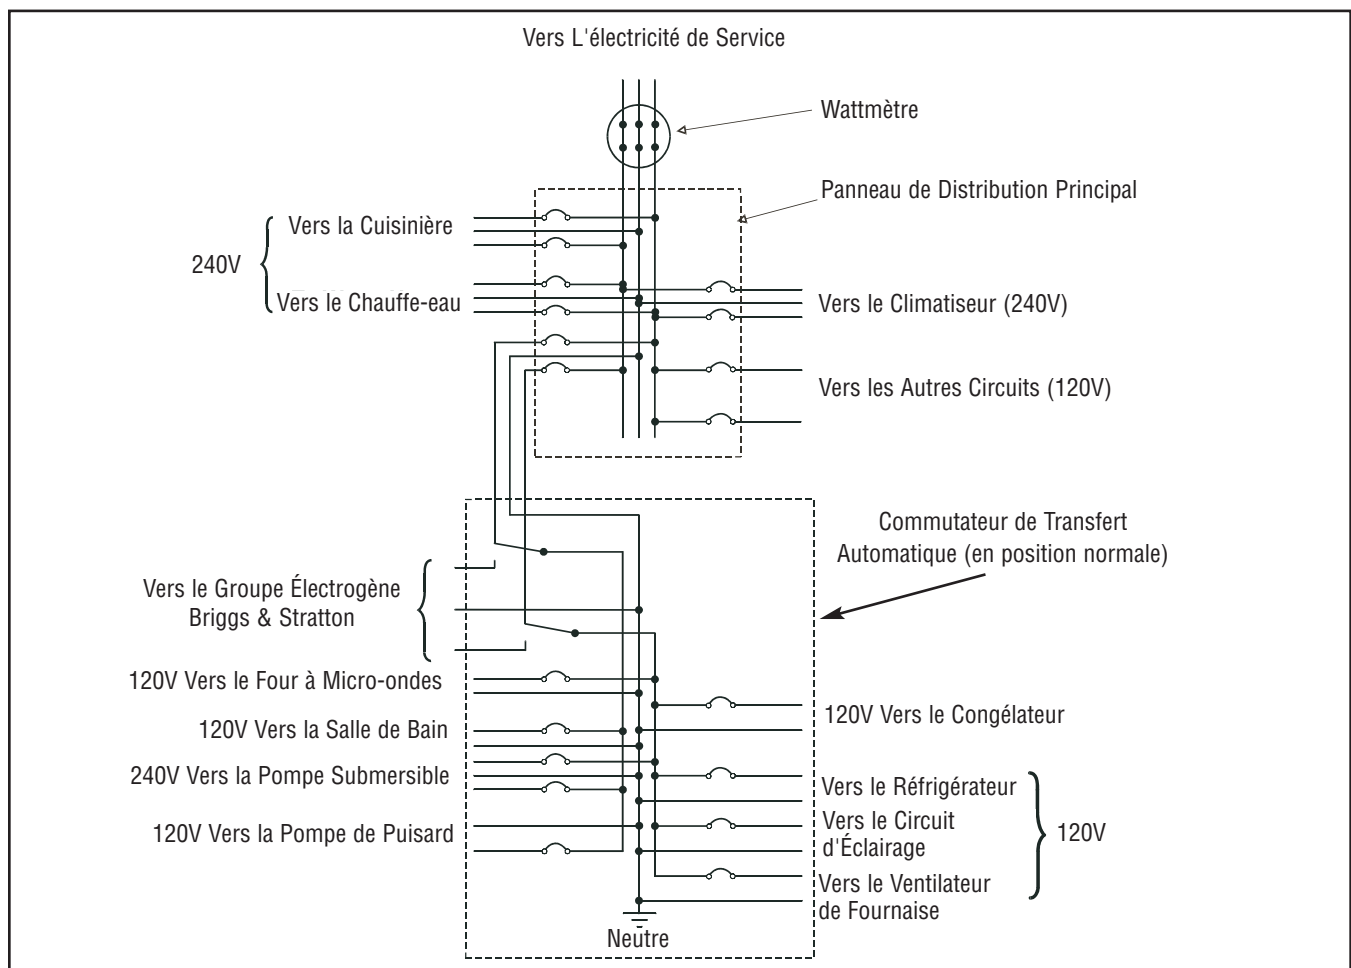 Vers L'électricité de Service
Wattmètre
Panneau de Distribution Principal
Vers la Cuisinière
240V
Vers le Chauffe-eau
Vers le Climatiseur (240V)
Vers les Autres Circuits (120V)
Commutateur de Transfert
Automatique (en position normale)
Vers le Groupe Électrogène
Briggs & Stratton
120V Vers le Four à Micro-ondes
120V Vers la Salle de Bain
240V Vers la Pompe Submersible
120V Vers la Pompe de Puisard
120V Vers le Congélateur
Vers le Réfrigérateur
Vers le Circuit
d'Éclairage
120V
Vers le Ventilateur
de Fournaise
Neutre